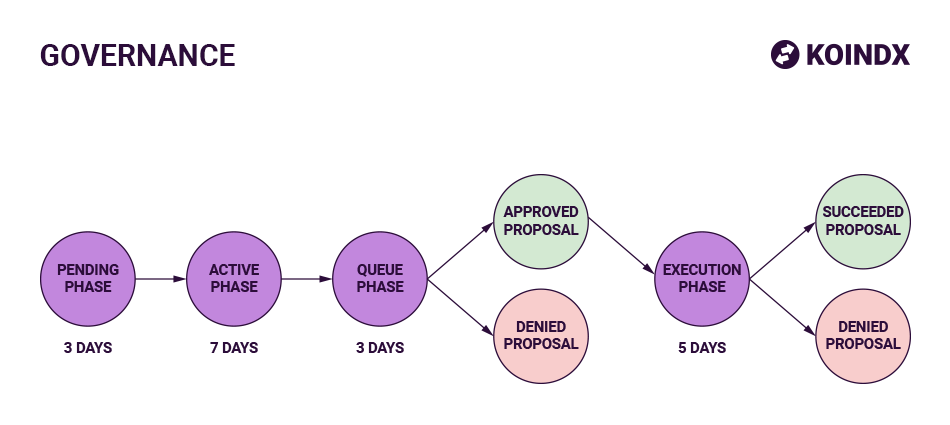 GOVERNANCE
KOINDX
PENDING
PHASE
3 DAYS
ACTIVE
PHASE
7 DAYS
QUEUE
PHASE
3 DAYS
APPROVED
PROPOSAL
DENIED
PROPOSAL
EXECUTION
PHASE
5 DAYS
SUCCEEDED
PROPOSAL
DENIED
PROPOSAL